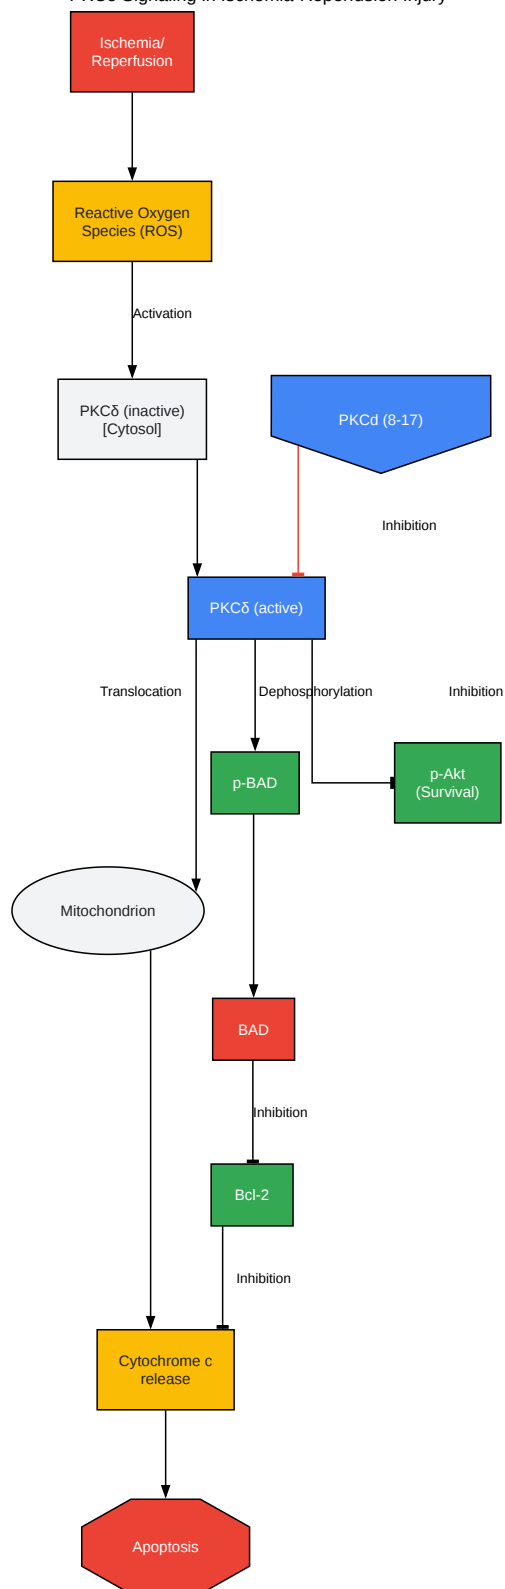 Ischemia/
Reperfusion
Reactive Oxygen
Species (ROS)
Activation
PKCδ (inactive)
[Cytosol]
PKCd (8-17)
Inhibition
PKCδ (active)
Translocation
Dephosphorylation
Inhibition
p-BAD
p-Akt
(Survival)
Mitochondrion
BAD
Inhibition
Bcl-2
Inhibition
Cytochrome c
release
Apoptosis